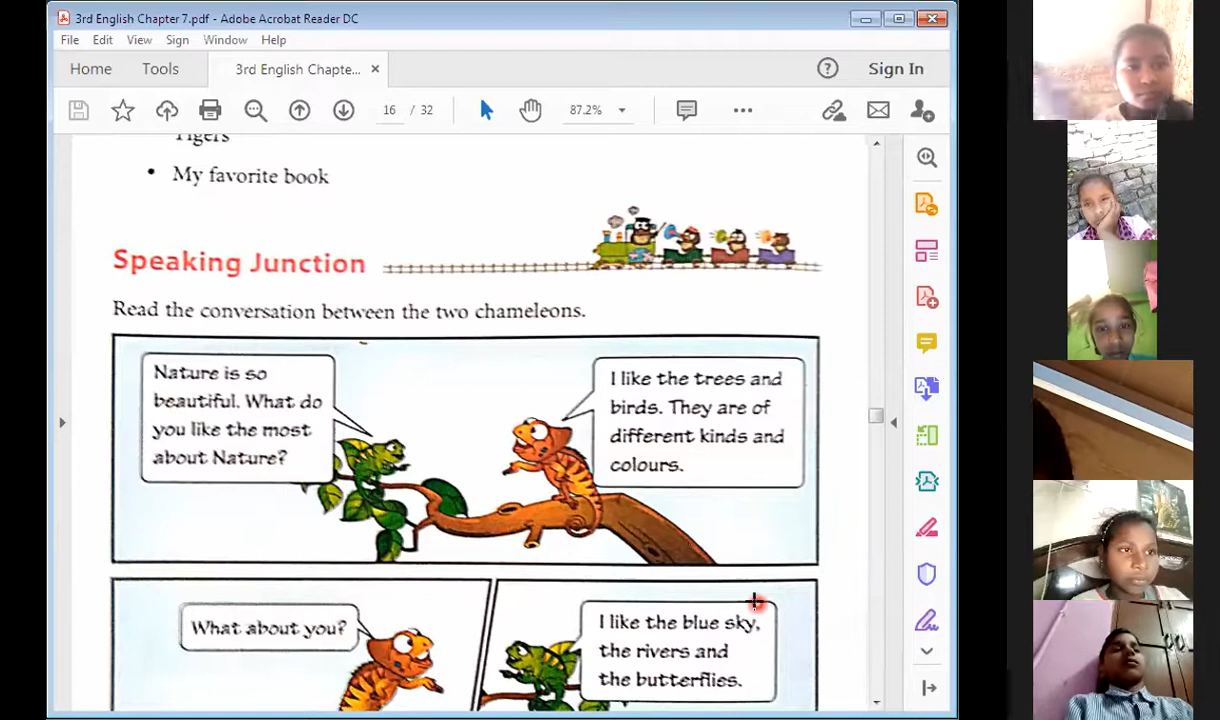 3rd English Chapter 7.pdf - Adobe Acrobat Reader DC
File Edit View Sign Window Help
Home Tools 3rd English Chapte... Sign In
16 / 32 87.2%
Tigers
• My favorite book
Speaking Junction
Read the conversation between the two chameleons.
Nature is so
beautiful. What do
you like the most
about Nature?
I like the trees and
birds. They are of
different kinds and
colours.
What about you?
I like the blue sky,
the rivers and
the butterflies.